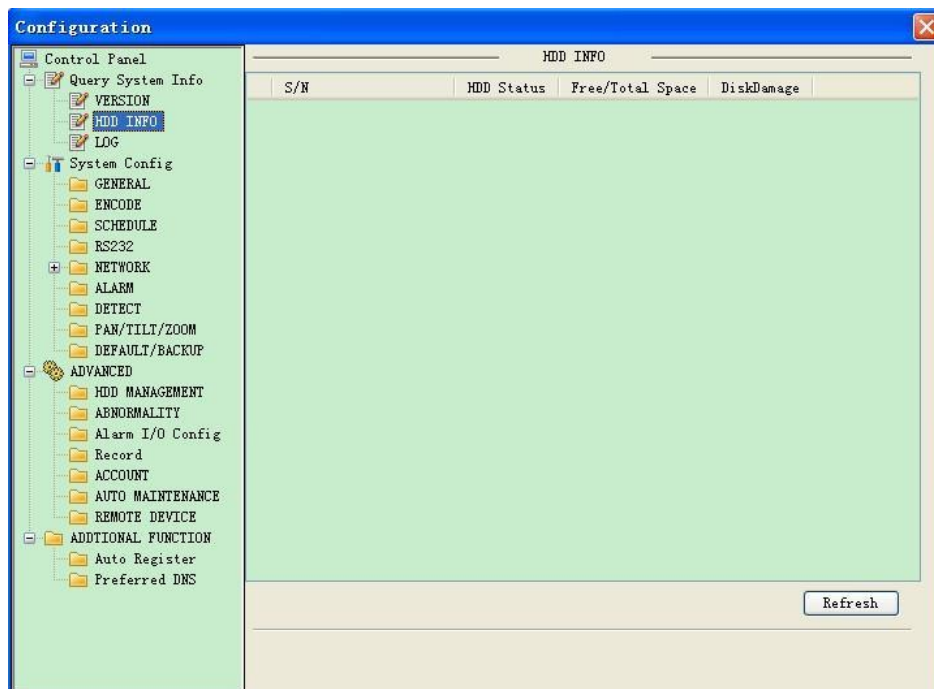 Configuration
Control Panel
Query System Info
VERSION
HDD INFO
LOG
System Config
GENERAL
ENCODE
SCHEDULE
RS232
NETWORK
ALARM
DETECT
PAN/TILT/ZOOM
DEFAULT/BACKUP
ADVANCED
HDD MANAGEMENT
ABNORMALITY
Alarm I/O Config
Record
ACCOUNT
AUTO MAINTENANCE
REMOTE DEVICE
ADDTIONAL FUNCTION
Auto Register
Preferred DNS
HDD INFO
S/N HDD Status Free/Total Space DiskDamage
Refresh